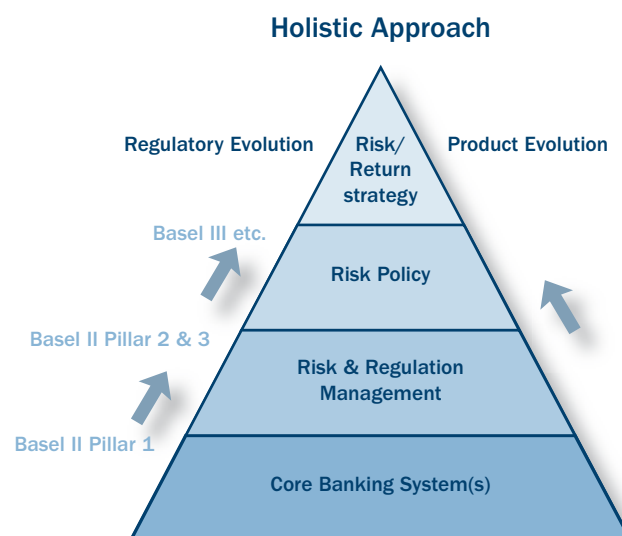 Holistic Approach
Regulatory Evolution
Risk/
Return
strategy
Product Evolution
Basel III etc.
Risk Policy
Basel II Pillar 2 & 3
Risk & Regulation
Management
Basel II Pillar 1
Core Banking System(s)